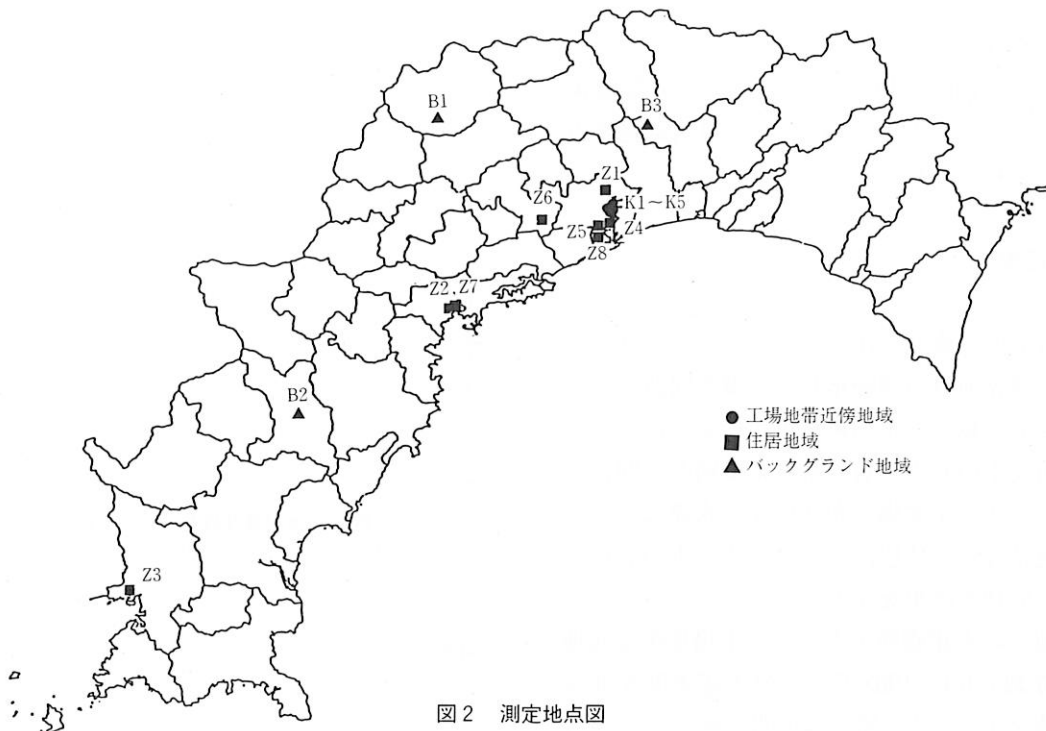 B1
B3
Z1
K1～K5
Z6
Z5
Z4
Z8
Z2，Z7
B2
Z3
工場地帯近傍地域
住居地域
バックグランド地域
図2 測定地点図